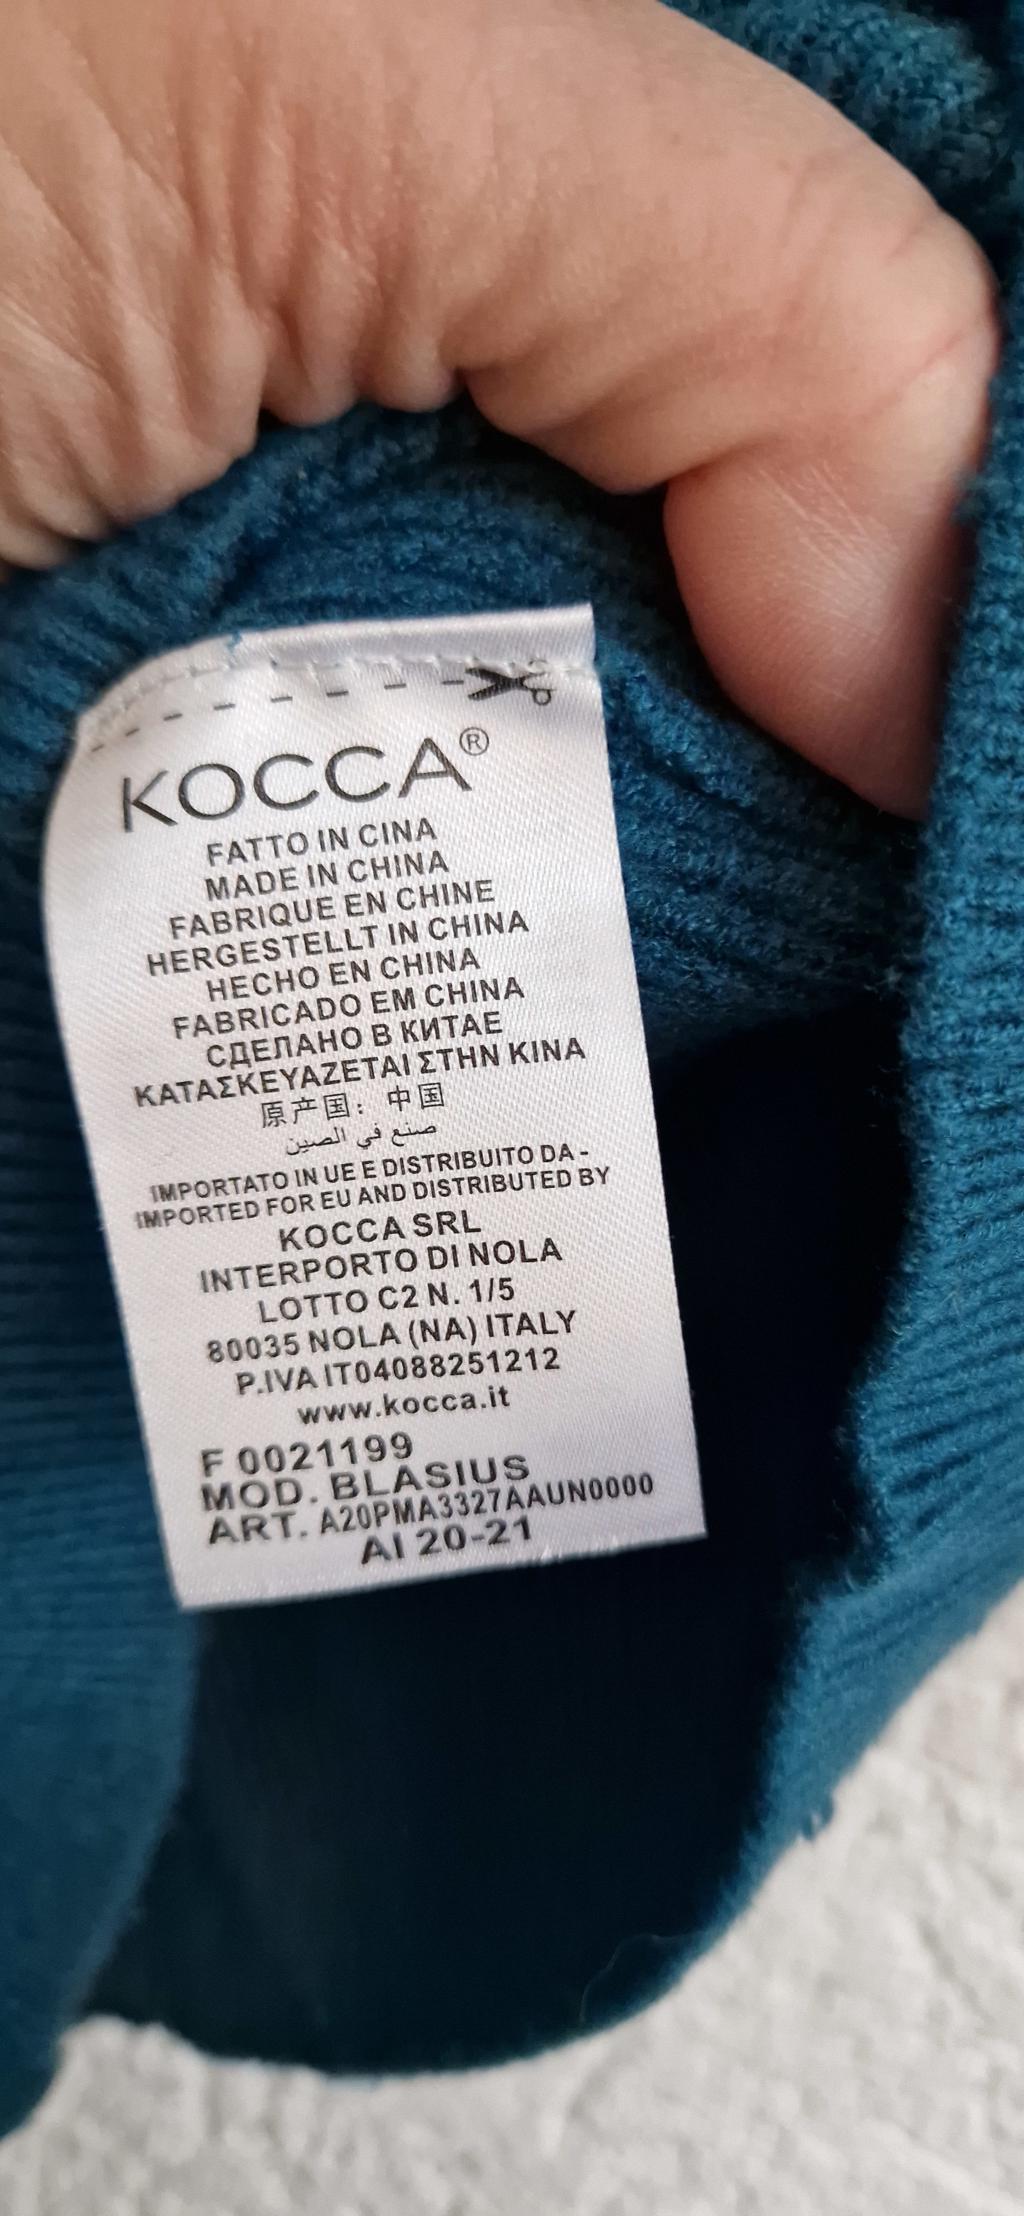 KOCCA®
FATTO IN CINA
MADE IN CHINA
FABRIQUE EN CHINE
HERGESTELLT IN CHINA
HECHO EN CHINA
FABRICADO EM CHINA
СДЕЛАНО В КИТАЕ
ΚΑΤΑΣΚΕΥΑΖΕΤΑΙ ΣΤΗΝ ΚΙΝΑ
原产国：中国
صنع في الصين
IMPORTATO IN UE E DISTRIBUITO DA -
IMPORTED FOR EU AND DISTRIBUTED BY
KOCCA SRL
INTERPORTO DI NOLA
LOTTO C2 N. 1/5
80035 NOLA (NA) ITALY
P.IVA IT04088251212
www.kocca.it
F 0021199
MOD. BLASIUS
ART. A20PMA3327AAUN0000
AI 20-21